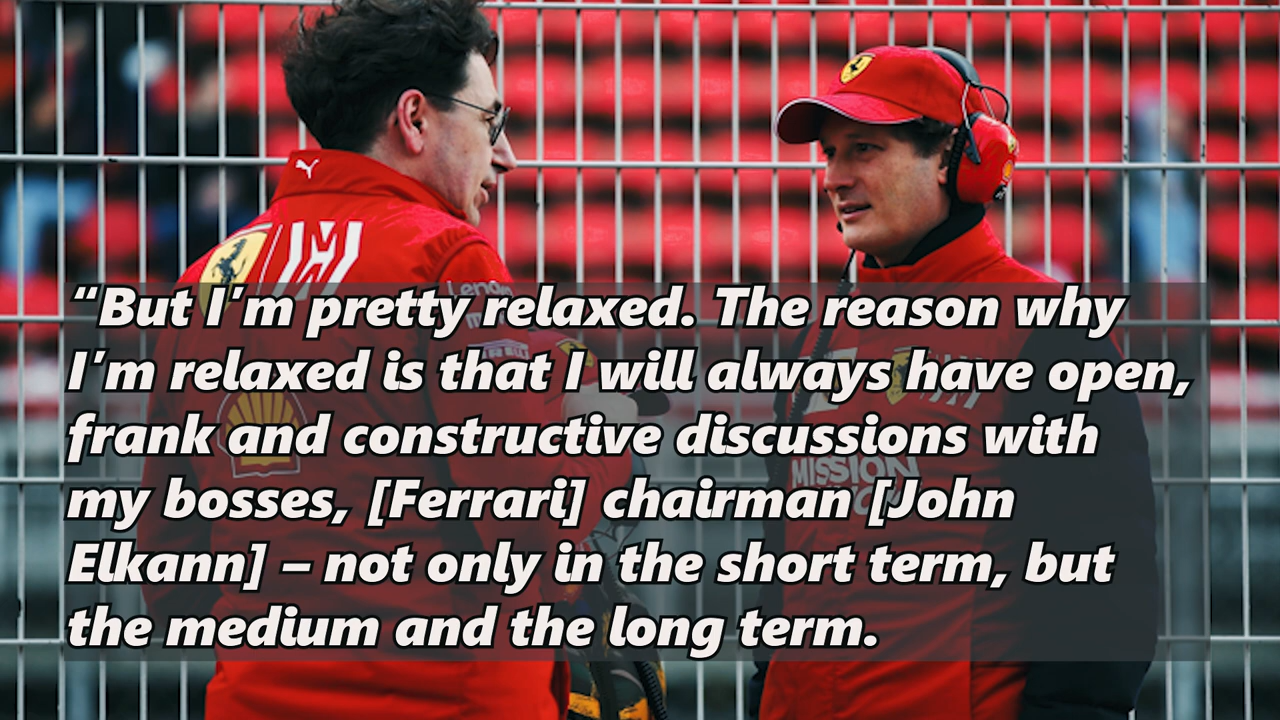 “But I’m pretty relaxed. The reason why
I’m relaxed is that I will always have open,
frank and constructive discussions with
my bosses, [Ferrari] chairman [John
Elkann] – not only in the short term, but
the medium and the long term.
MISSION